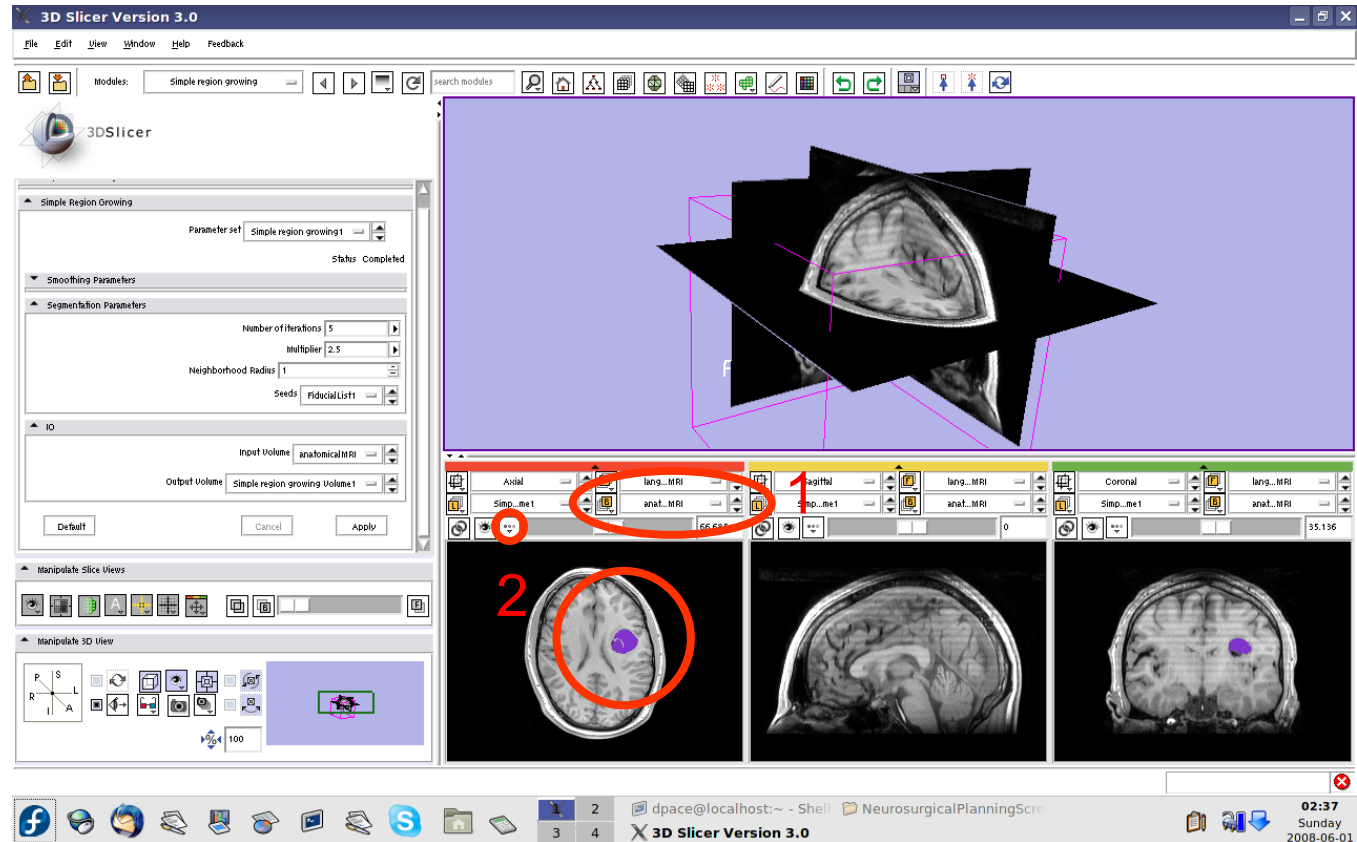 3D Slicer Version 3.0
File Edit View Window Help Feedback
Modules: Simple region growing search modules
3DSlicer
Simple Region Growing
Parameter set Simple region growing1
Status Completed
Smoothing Parameters
Segmentation Parameters
Number of iterations 5
Multiplier 2.5
Neighborhood Radius 1
Seeds FiducialList1
IO
Input Volume anatomicalMRI
Output Volume Simple region growing Volume1
Default Cancel Apply
Manipulate Slice Views
Manipulate 3D View
P S
R L
I A
100
1
Axial lang...MRI
Simp...me1 anat...MRI
Sagittal lang...MRI
anat...MRI
0
Coronal lang...MRI
Simp...me1 anat...MRI
35.136
2
1 2
3 4
dpace@localhost:~ - Shell
NeurosurgicalPlanningScre
3D Slicer Version 3.0
02:37
Sunday
2008-06-01